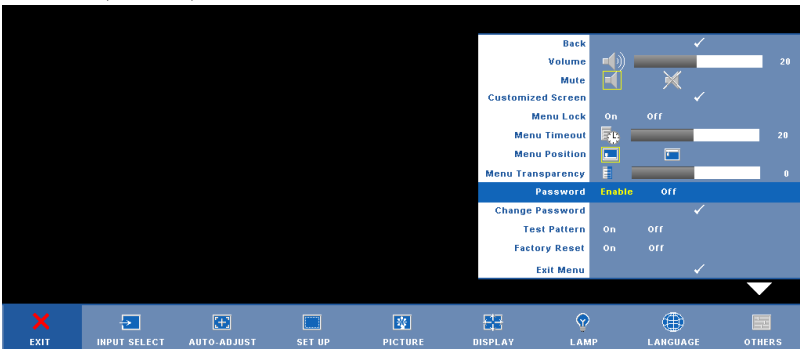 Back
Volume 20
Mute
Customized Screen
Menu Lock On Off
Menu Timeout 20
Menu Position
Menu Transparency 0
Password Enable Off
Change Password
Test Pattern On Off
Factory Reset On Off
Exit Menu
EXIT INPUT SELECT AUTO-ADJUST SET UP PICTURE DISPLAY LAMP LANGUAGE OTHERS